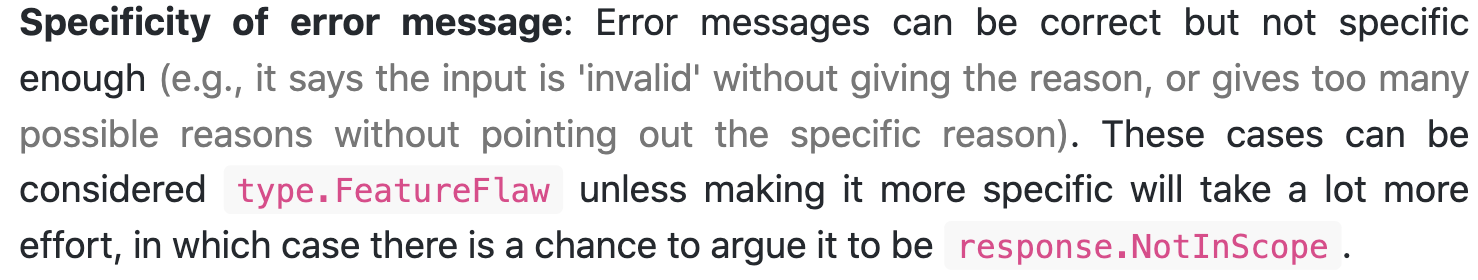 Specificity of error message: Error messages can be correct but not specific
enough (e.g., it says the input is 'invalid' without giving the reason, or gives too many
possible reasons without pointing out the specific reason). These cases can be
considered type.FeatureFlaw unless making it more specific will take a lot more
effort, in which case there is a chance to argue it to be response.NotInScope.